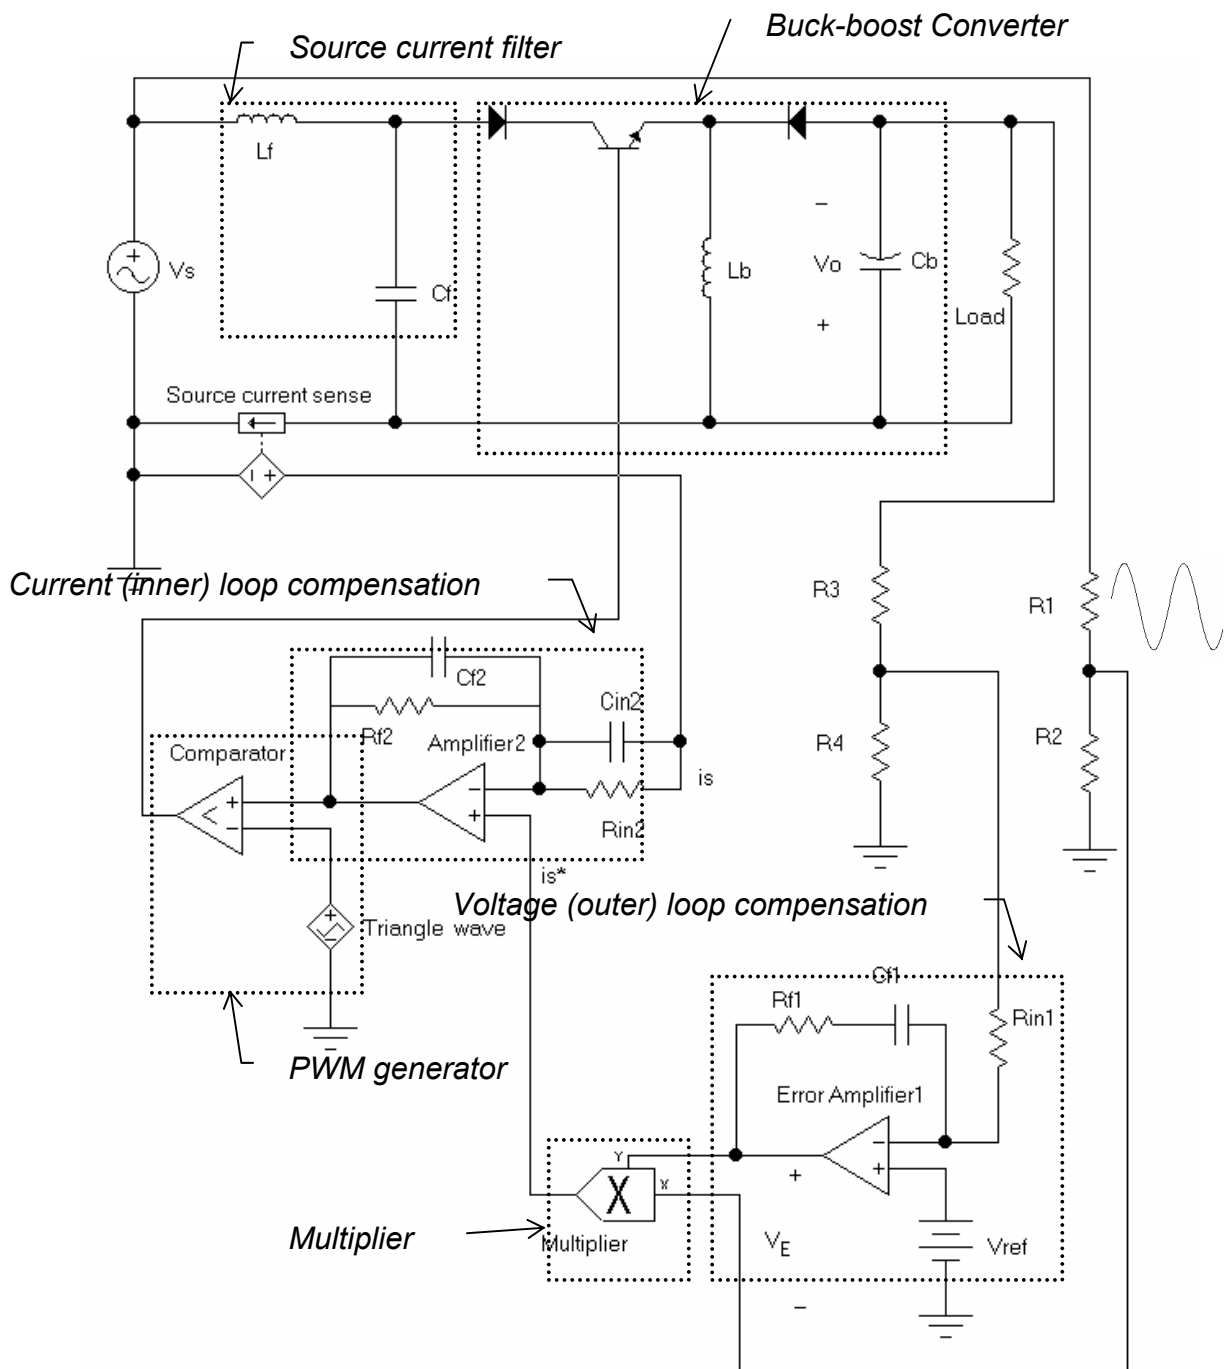 Buck-boost Converter
Source current filter
Lf
Vs
Cf
Lb
−
Vo
+
Cb
Load
Source current sense
Current (inner) loop compensation
R3
R1
Cf2
Rf2
Cin2
Amplifier2
Comparator
R4
R2
is
Rin2
is*
Voltage (outer) loop compensation
Triangle wave
Cf1
Rf1
Rin1
PWM generator
Error Amplifier1
Y
X
X
+
Multiplier
Multiplier
VE
Vref
−